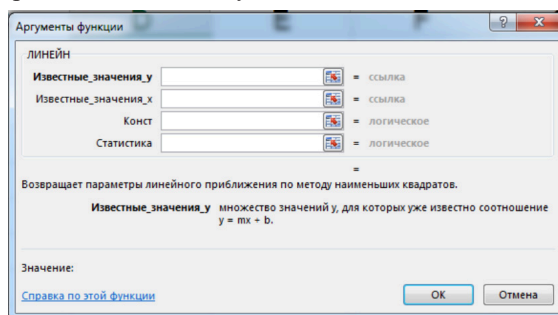 Аргументы функции
ЛИНЕЙН
Известные_значения_y = ссылка
Известные_значения_x = ссылка
Конст = логическое
Статистика = логическое
=
Возвращает параметры линейного приближения по методу наименьших квадратов.
Известные_значения_y множество значений y, для которых уже известно соотношение
y = mx + b.
Значение:
Справка по этой функции OK Отмена